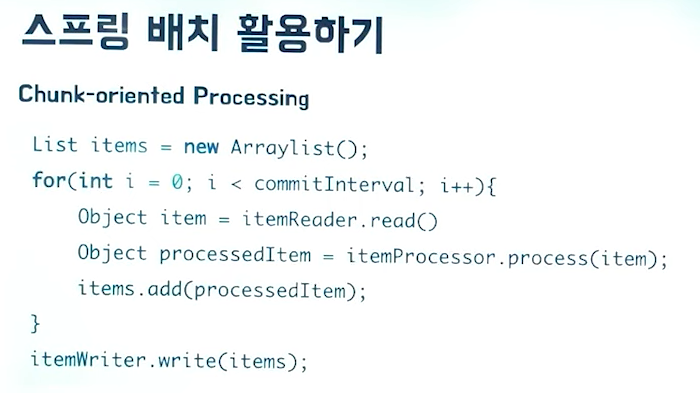 스프링 배치 활용하기
Chunk-oriented Processing
List items = new Arraylist();
for(int i = 0; i < commitInterval; i++){
Object item = itemReader.read()
Object processedItem = itemProcessor.process(item);
items.add(processedItem);
}
itemWriter.write(items);